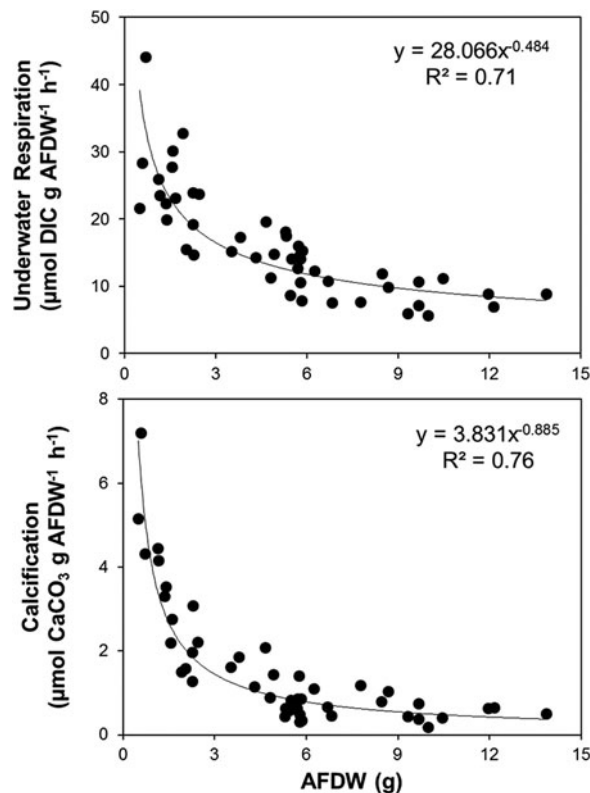 50
40
30
20
10
0
Underwater Respiration
(µmol DIC g AFDW⁻¹ h⁻¹)
y = 28.066x⁻⁰·⁴⁸⁴
R² = 0.71
0 3 6 9 12 15
8
6
4
2
0
Calcification
(µmol CaCO₃ g AFDW⁻¹ h⁻¹)
y = 3.831x⁻⁰·⁸⁸⁵
R² = 0.76
0 3 6 9 12 15
AFDW (g)